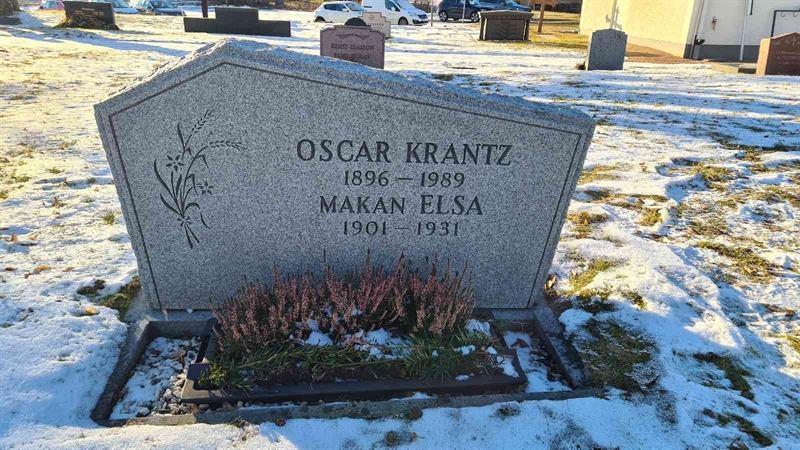 OSCAR KRANTZ
1896 – 1989
MAKAN ELSA
1901 – 1931